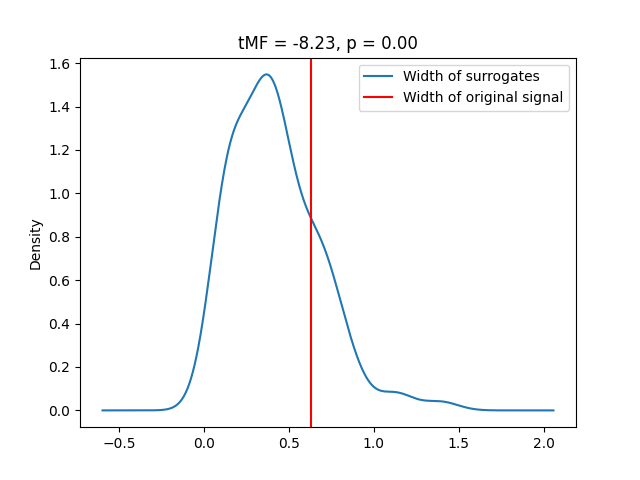 tMF = -8.23, p = 0.00
Width of surrogates
Width of original signal
Density
1.6
1.4
1.2
1.0
0.8
0.6
0.4
0.2
0.0
−0.5 0.0 0.5 1.0 1.5 2.0